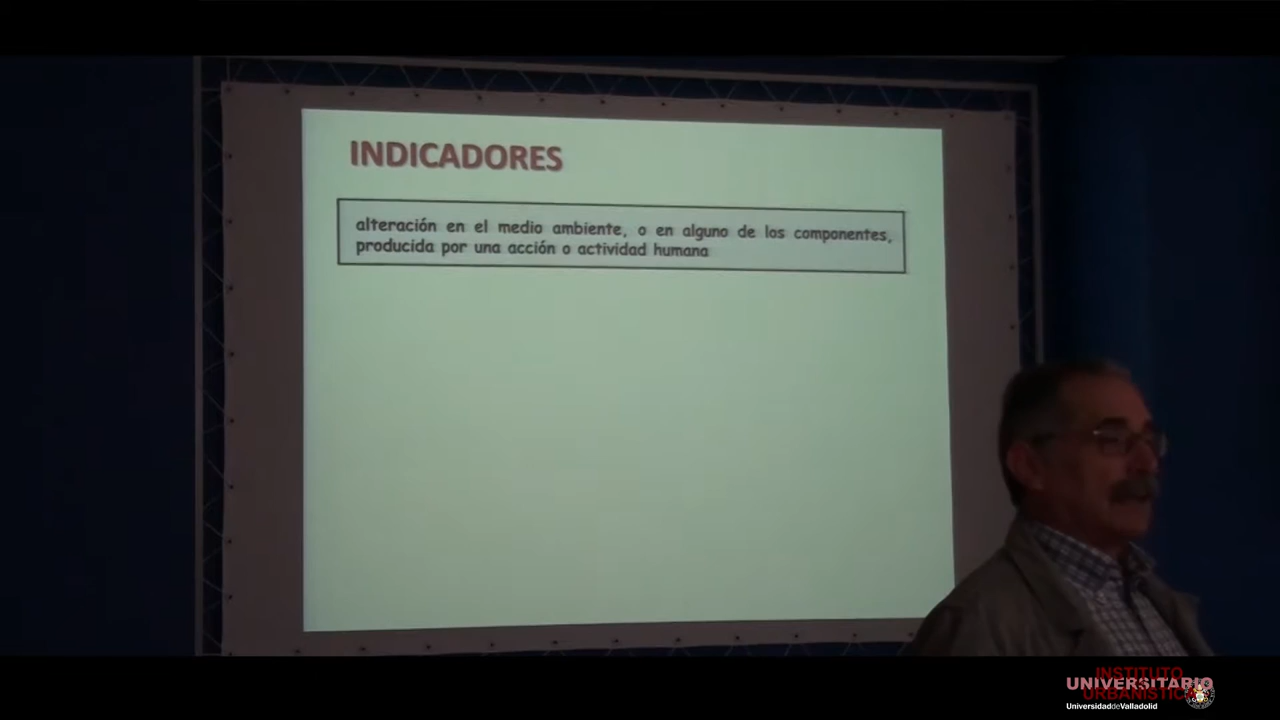 INDICADORES
alteración en el medio ambiente, o en alguno de los componentes,
producida por una acción o actividad humana
INSTITUTO
UNIVERSITARIO
URBANÍSTICA
UniversidaddeValladolid